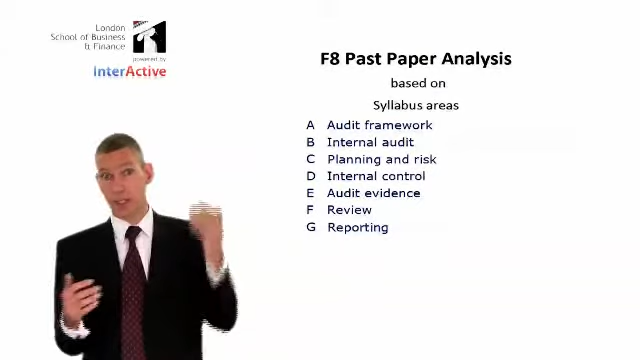 London
School of Business
& Finance
powered by
InterActive
F8 Past Paper Analysis
based on
Syllabus areas
A Audit framework
B Internal audit
C Planning and risk
D Internal control
E Audit evidence
F Review
G Reporting